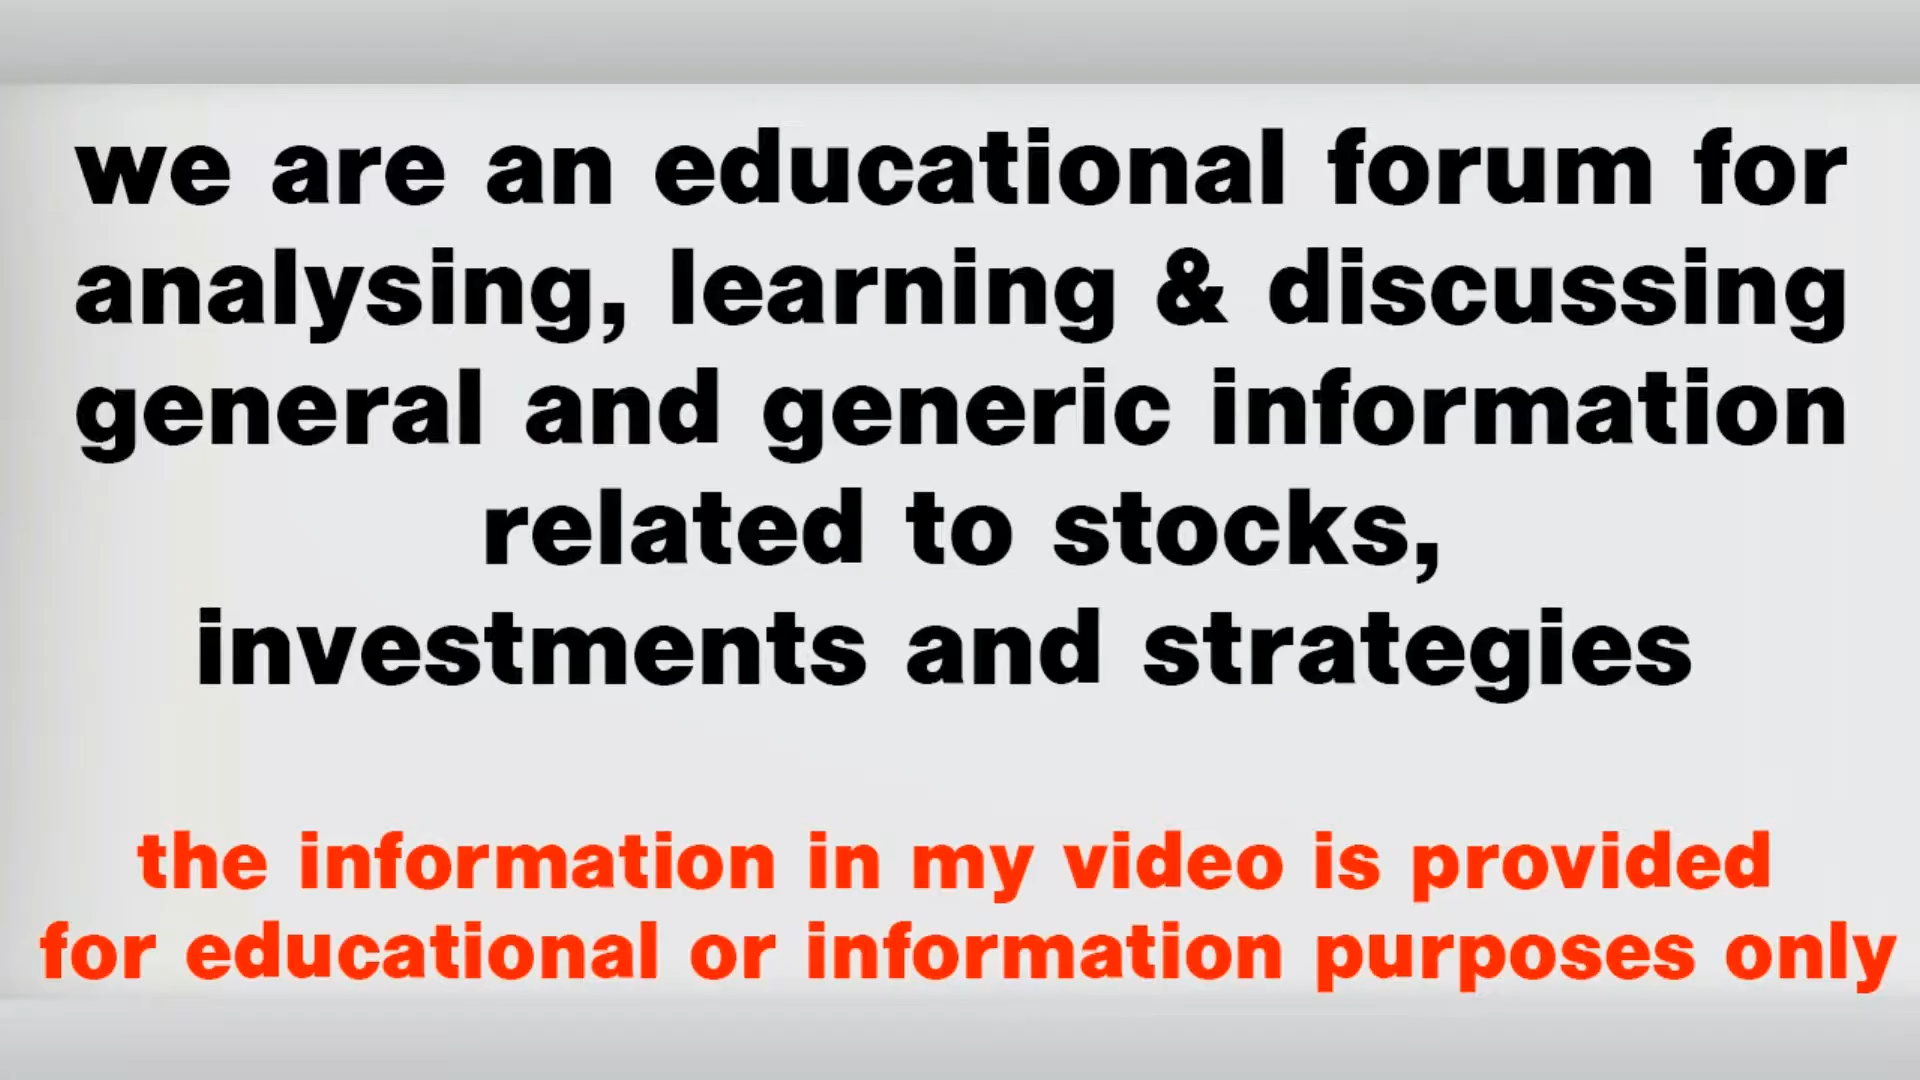 we are an educational forum for
analysing, learning & discussing
general and generic information
related to stocks,
investments and strategies
the information in my video is provided
for educational or information purposes only